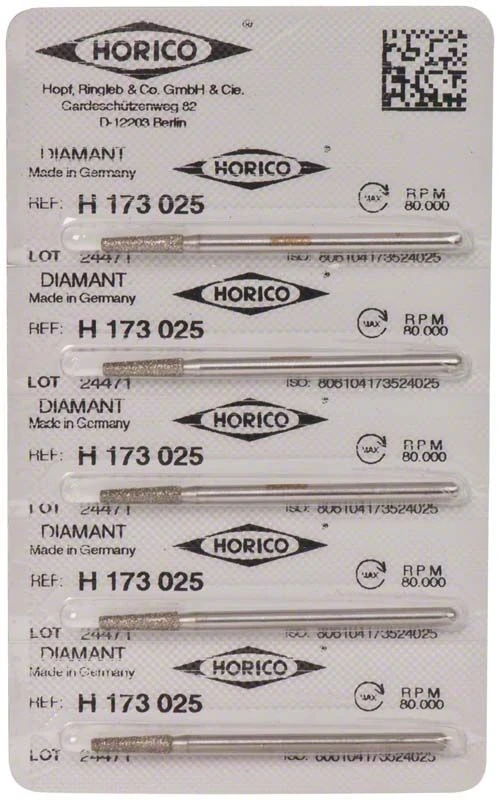 HORICO ®
Hopf, Ringleb & Co. GmbH & Cie.
Gardeschützenweg 82
D-12203 Berlin
DIAMANT
Made in Germany
HORICO ®
REF: H 173 025
MAX RPM
80.000
LOT 24471 ISO: 806104173524025
DIAMANT
Made in Germany
HORICO ®
REF: H 173 025
MAX RPM
80.000
LOT 24471 ISO: 806104173524025
DIAMANT
Made in Germany
HORICO ®
REF: H 173 025
MAX RPM
80.000
LOT 24471 ISO: 806104173524025
DIAMANT
Made in Germany
HORICO ®
REF: H 173 025
MAX RPM
80.000
LOT 24471 ISO: 806104173524025
DIAMANT
Made in Germany
HORICO ®
REF: H 173 025
MAX RPM
80.000
LOT 24471 ISO: 806104173524025